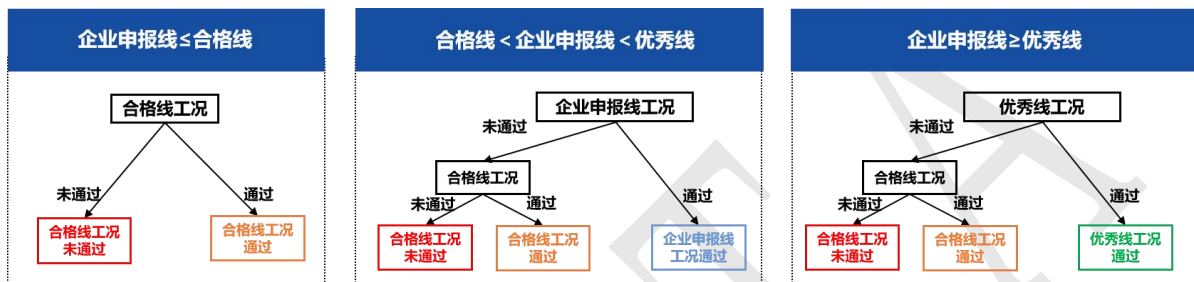 企业申报线≤合格线
合格线工况
未通过
通过
合格线工况
未通过
合格线工况
通过
合格线<企业申报线<优秀线
企业申报线工况
未通过
合格线工况
通过
未通过
通过
合格线工况
未通过
合格线工况
通过
企业申报线
工况通过
企业申报线≥优秀线
优秀线工况
未通过
合格线工况
通过
未通过
通过
合格线工况
未通过
合格线工况
通过
优秀线工况
通过